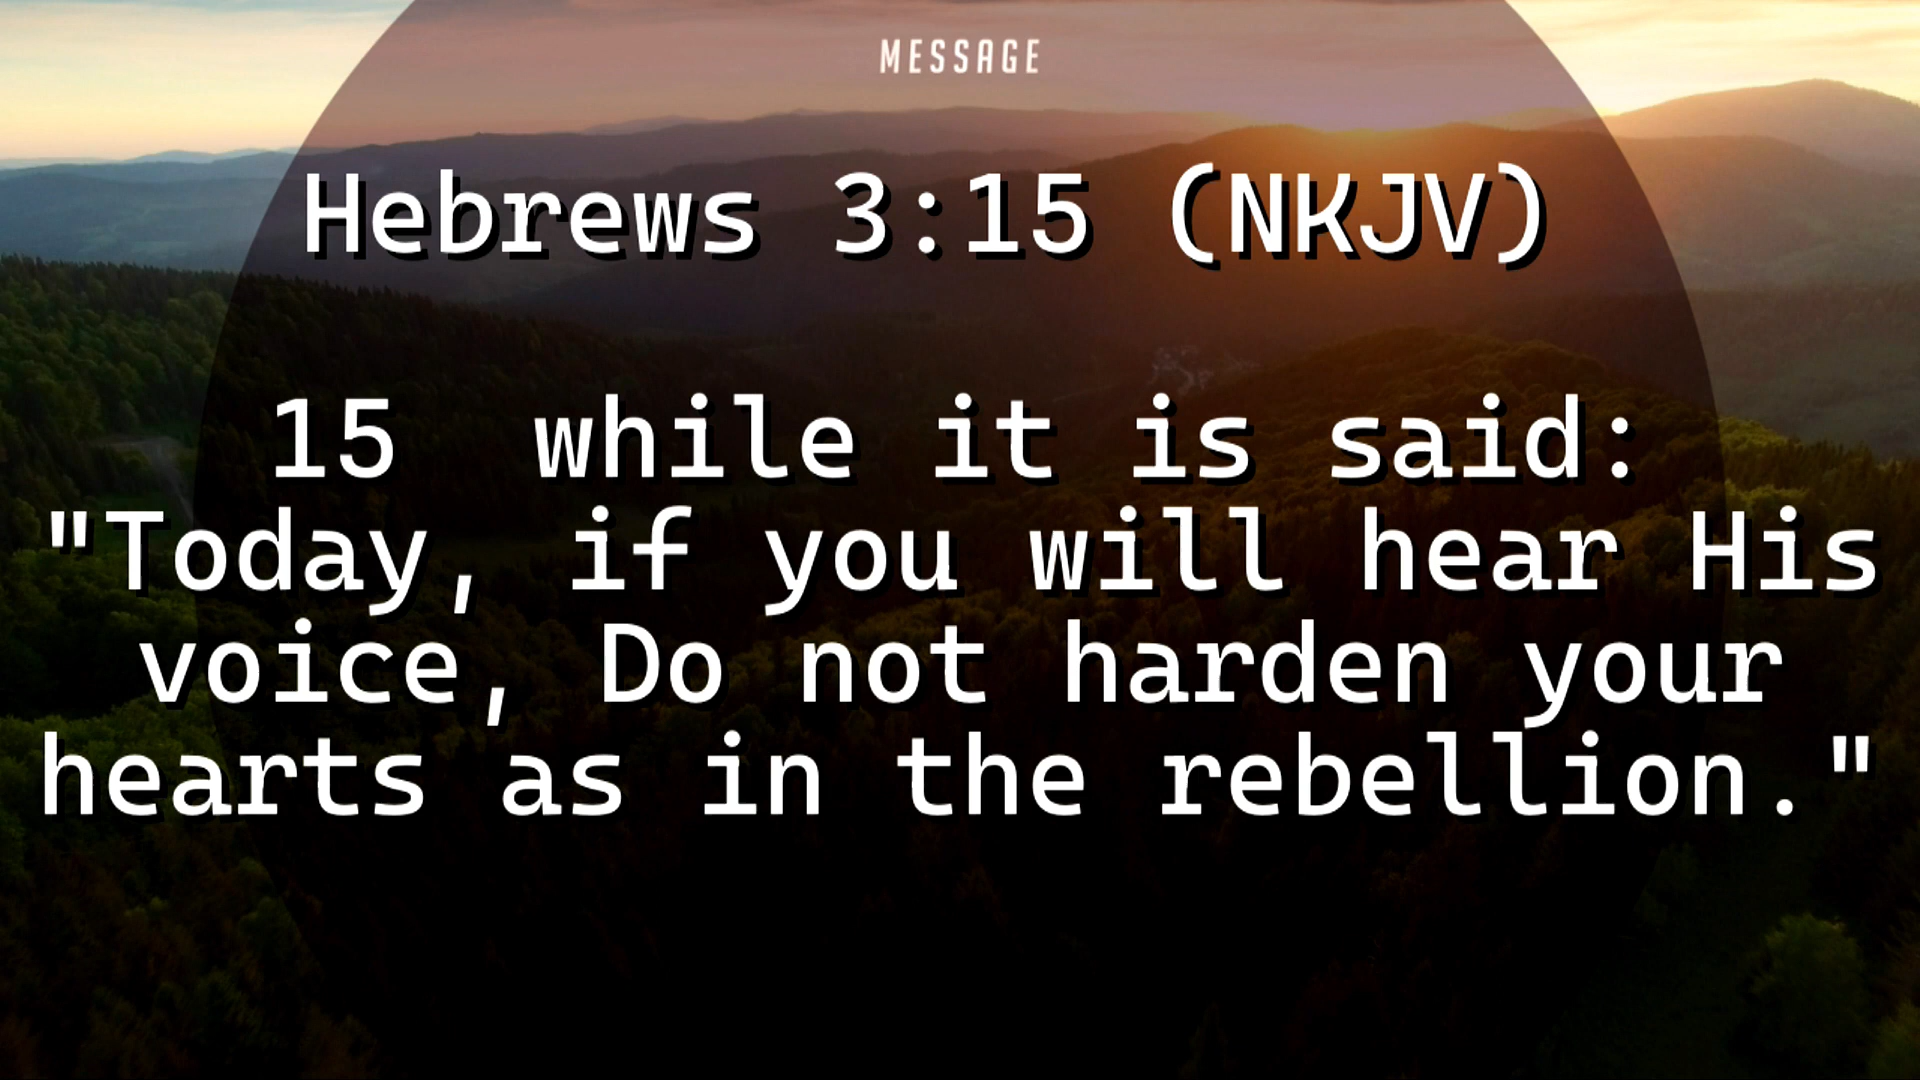 MESSAGE
Hebrews 3:15 (NKJV)
15  while it is said:
"Today, if you will hear His
voice, Do not harden your
hearts as in the rebellion."